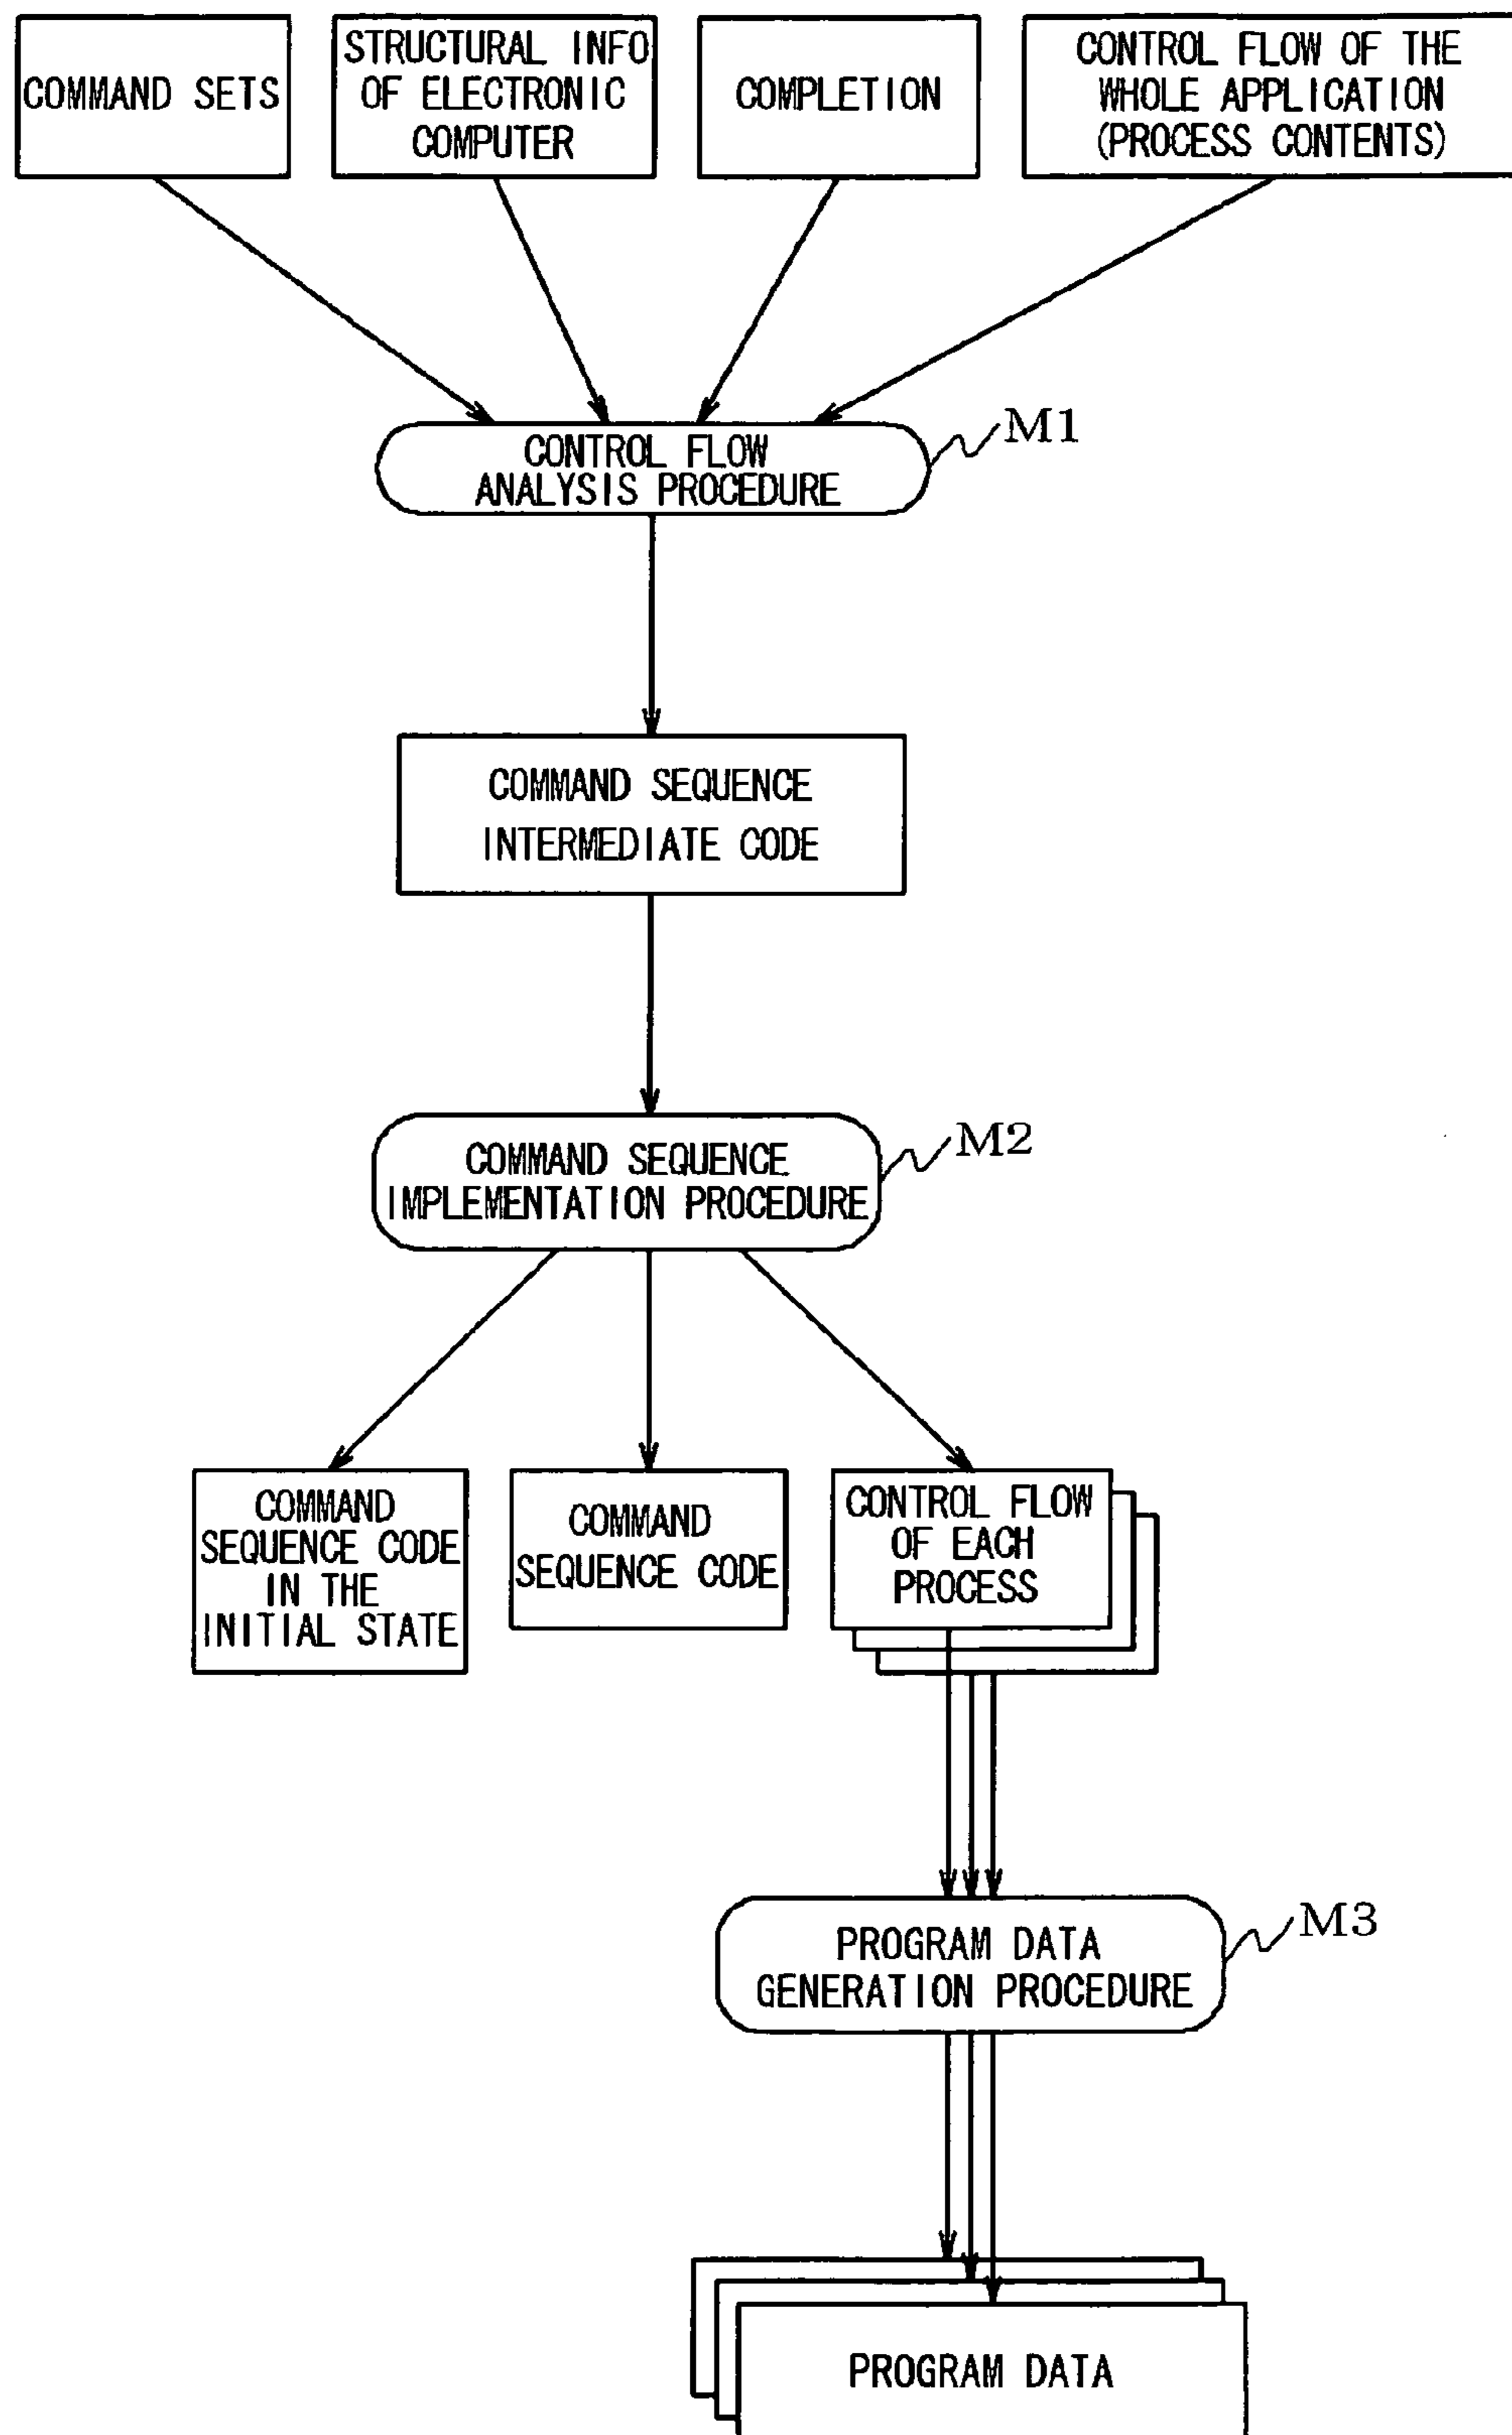 COMMAND SETS
STRUCTURAL INFO
OF ELECTRONIC
COMPUTER
COMPLETION
CONTROL FLOW OF THE
WHOLE APPLICATION
(PROCESS CONTENTS)
CONTROL FLOW
ANALYSIS PROCEDURE
M1
COMMAND SEQUENCE
INTERMEDIATE CODE
COMMAND SEQUENCE
IMPLEMENTATION PROCEDURE
M2
COMMAND
SEQUENCE CODE
IN THE
INITIAL STATE
COMMAND
SEQUENCE CODE
CONTROL FLOW
OF EACH
PROCESS
PROGRAM DATA
GENERATION PROCEDURE
M3
PROGRAM DATA